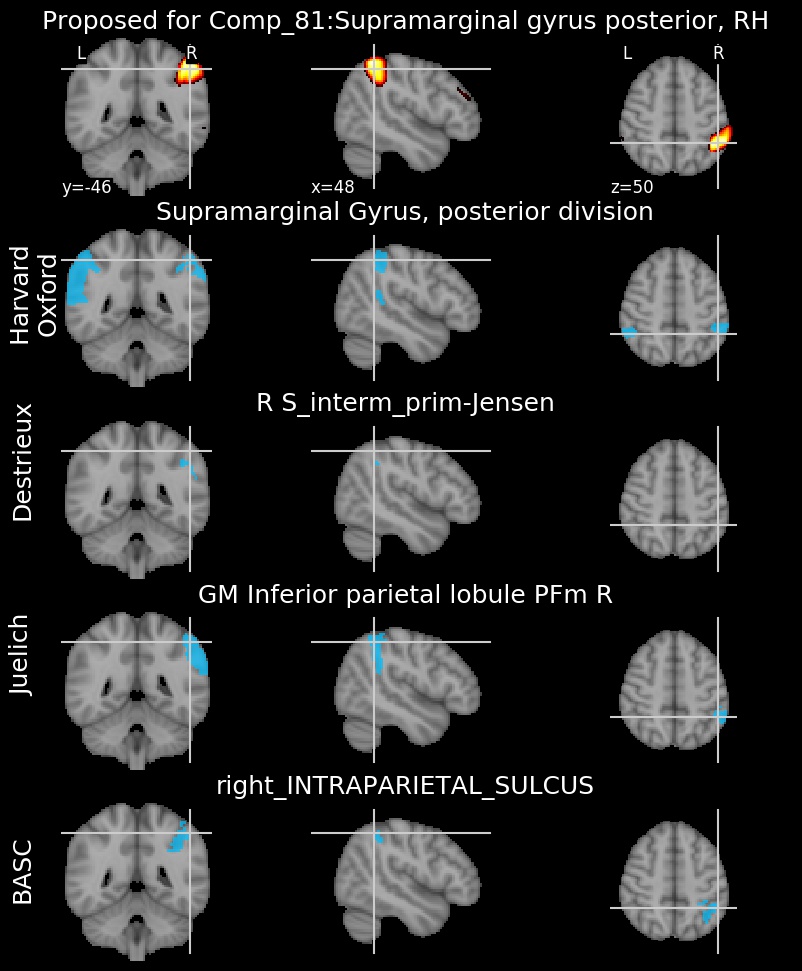 Proposed for Comp_81:Supramarginal gyrus posterior, RH
L R L R
y=-46 x=48 z=50
Supramarginal Gyrus, posterior division
Harvard
Oxford
R S_interm_prim-Jensen
Destrieux
GM Inferior parietal lobule PFm R
Juelich
right_INTRAPARIETAL_SULCUS
BASC